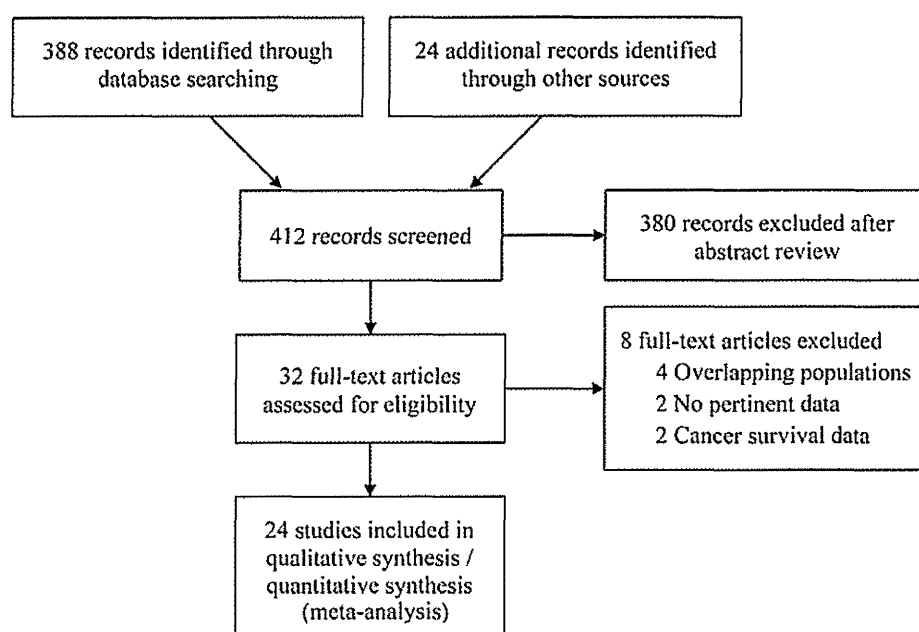 388 records identified through
database searching
24 additional records identified
through other sources
412 records screened
380 records excluded after
abstract review
32 full-text articles
assessed for eligibility
8 full-text articles excluded
4 Overlapping populations
2 No pertinent data
2 Cancer survival data
24 studies included in
qualitative synthesis /
quantitative synthesis
(meta-analysis)